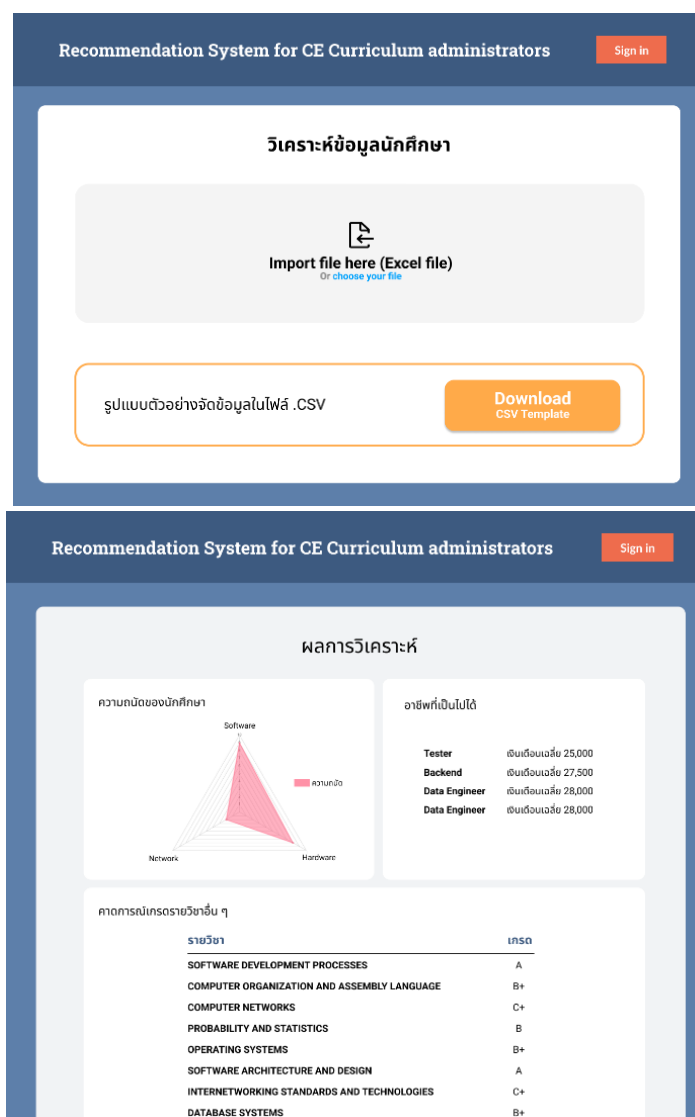 Recommendation System for CE Curriculum administrators
Sign in
วิเคราะห์ข้อมูลนักศึกษา
Import file here (Excel file)
Or choose your file
รูปแบบตัวอย่างจัดข้อมูลในไฟล์ .CSV
Download
CSV Template
Recommendation System for CE Curriculum administrators
Sign in
ผลการวิเคราะห์
ความถนัดของนักศึกษา
Software
ความถนัด
Network
Hardware
อาชีพที่เป็นไปได้
Tester เงินเดือนเฉลี่ย 25,000
Backend เงินเดือนเฉลี่ย 27,500
Data Engineer เงินเดือนเฉลี่ย 28,000
Data Engineer เงินเดือนเฉลี่ย 28,000
คาดการณ์เกรดรายวิชาอื่น ๆ
รายวิชา เกรด
SOFTWARE DEVELOPMENT PROCESSES A
COMPUTER ORGANIZATION AND ASSEMBLY LANGUAGE B+
COMPUTER NETWORKS C+
PROBABILITY AND STATISTICS B
OPERATING SYSTEMS B+
SOFTWARE ARCHITECTURE AND DESIGN A
INTERNETWORKING STANDARDS AND TECHNOLOGIES C+
DATABASE SYSTEMS B+